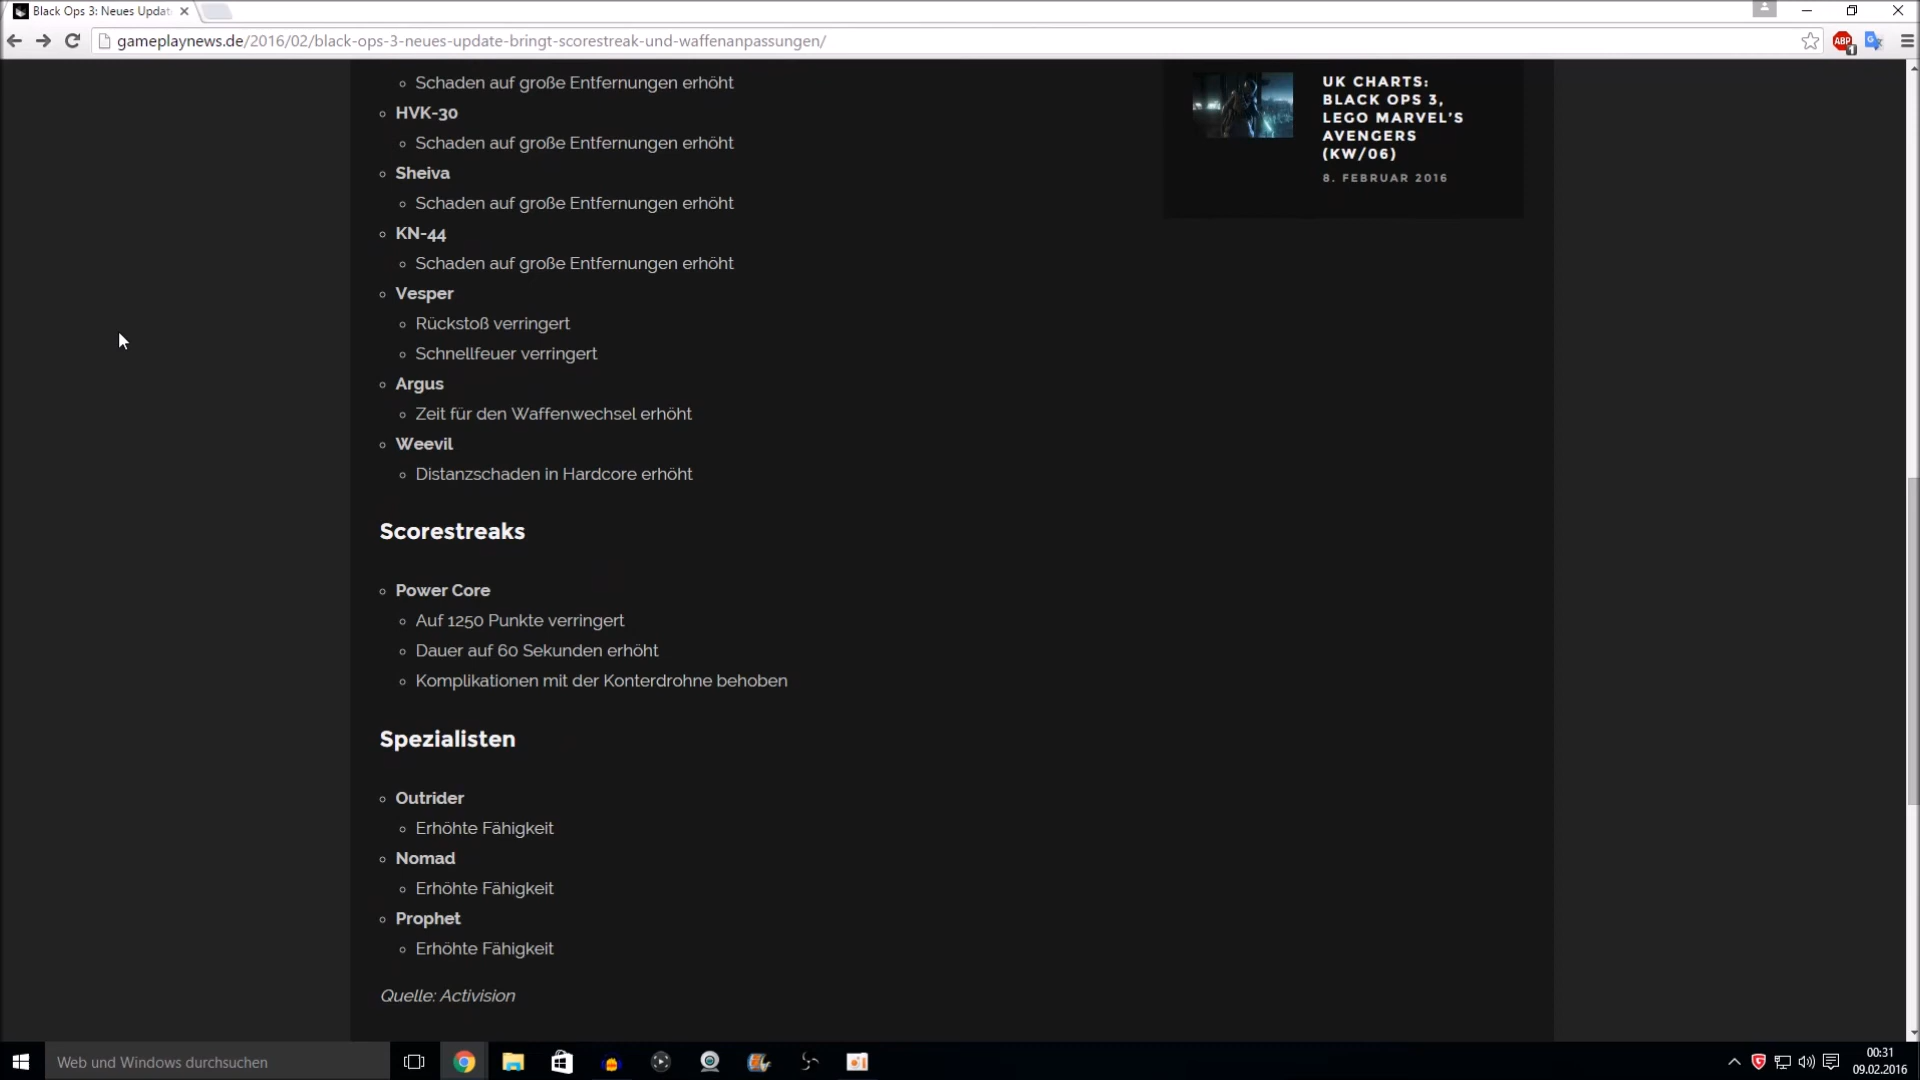 Black Ops 3: Neues Updat
gameplaynews.de/2016/02/black-ops-3-neues-update-bringt-scorestreak-und-waffenanpassungen/
ABP
1
Schaden auf große Entfernungen erhöht
HVK-30
Schaden auf große Entfernungen erhöht
Sheiva
Schaden auf große Entfernungen erhöht
KN-44
Schaden auf große Entfernungen erhöht
Vesper
Rückstoß verringert
Schnellfeuer verringert
Argus
Zeit für den Waffenwechsel erhöht
Weevil
Distanzschaden in Hardcore erhöht
Scorestreaks
Power Core
Auf 1250 Punkte verringert
Dauer auf 60 Sekunden erhöht
Komplikationen mit der Konterdrohne behoben
Spezialisten
Outrider
Erhöhte Fähigkeit
Nomad
Erhöhte Fähigkeit
Prophet
Erhöhte Fähigkeit
Quelle: Activision
UK CHARTS:
BLACK OPS 3,
LEGO MARVEL'S
AVENGERS
(KW/06)
8. FEBRUAR 2016
Web und Windows durchsuchen
00:31
09.02.2016